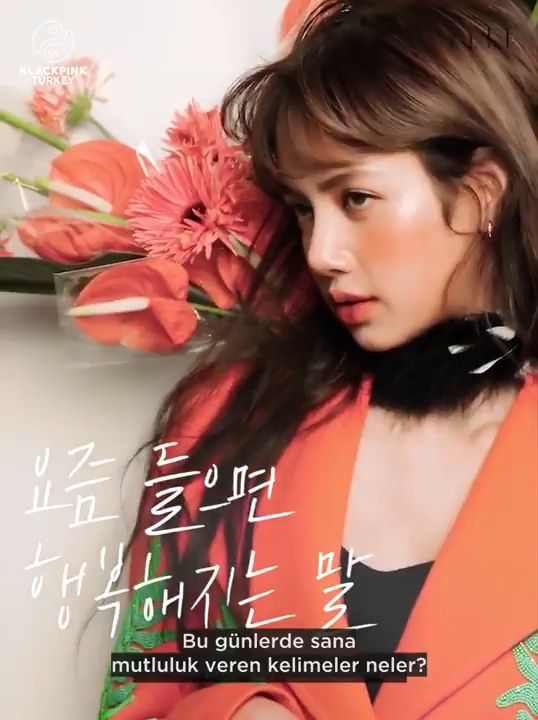 BLACKPINK
TURKEY
요즘 들으면
행복해지는 말
Bu günlerde sana
mutluluk veren kelimeler neler?